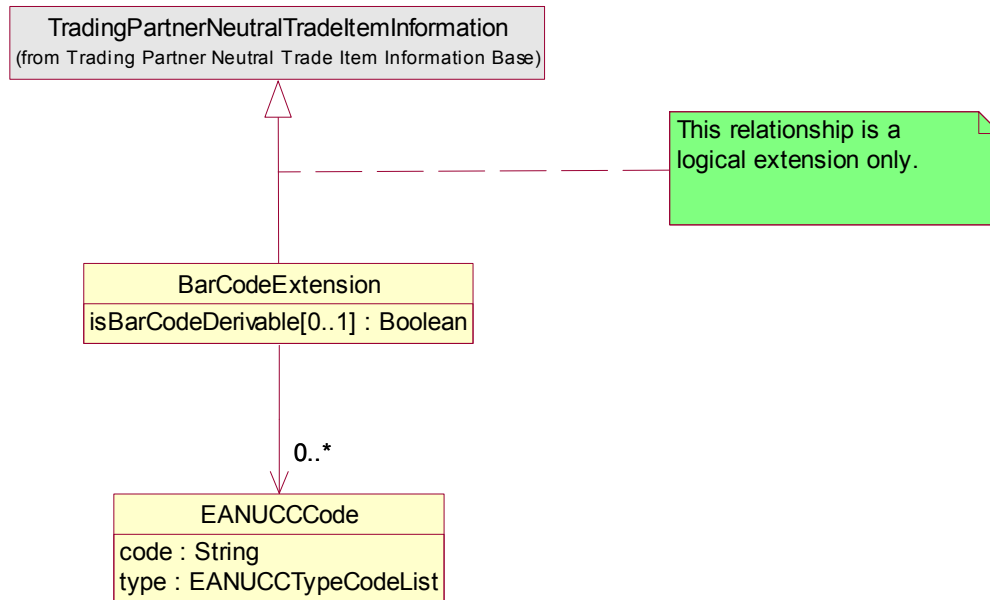 TradingPartnerNeutralTradeItemInformation
(from Trading Partner Neutral Trade Item Information Base)
This relationship is a
logical extension only.
BarCodeExtension
isBarCodeDerivable[0..1] : Boolean
0..*
EANUCCCode
code : String
type : EANUCCTypeCodeList